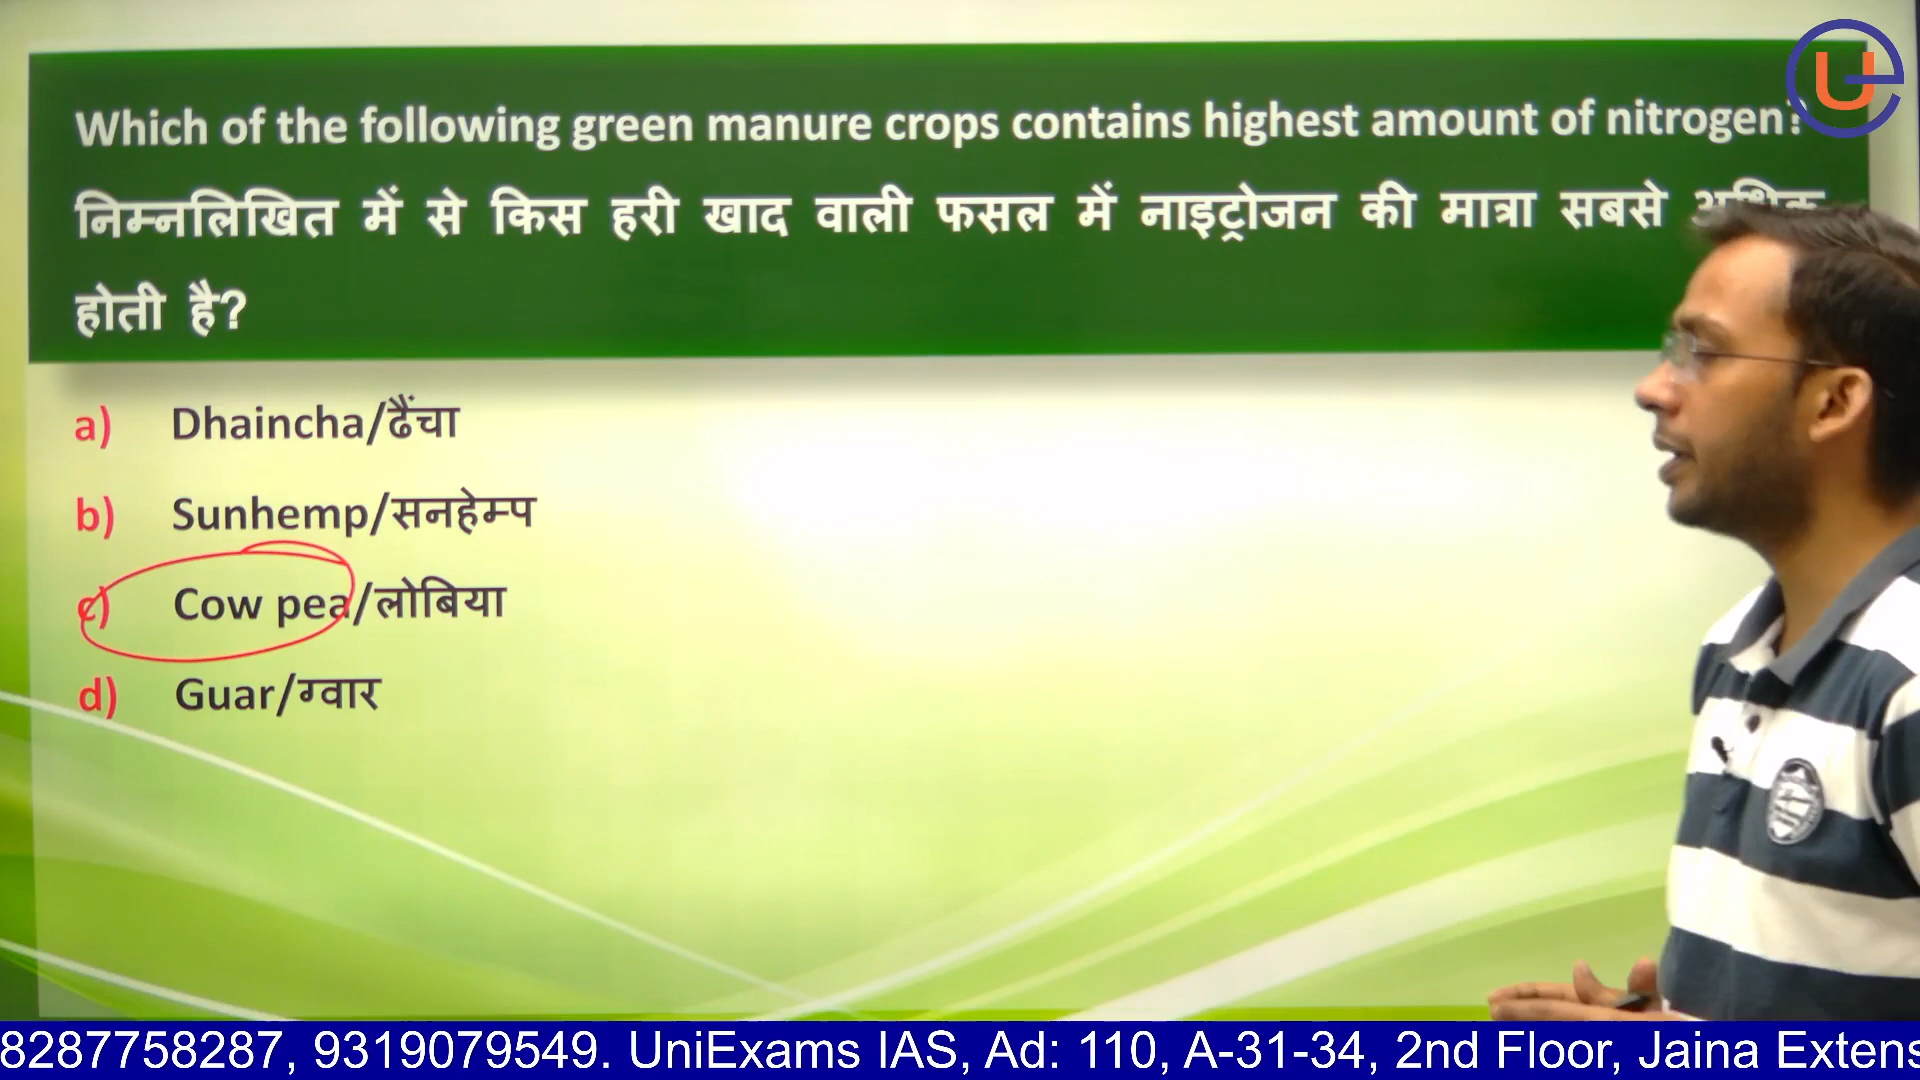 Which of the following green manure crops contains highest amount of nitrogen?
निम्नलिखित में से किस हरी खाद वाली फसल में नाइट्रोजन की मात्रा सबसे अधिक
होती है?
a) Dhaincha/ढैंचा
b) Sunhemp/सनहेम्प
c) Cow pea/लोबिया
d) Guar/ग्वार
8287758287, 9319079549. UniExams IAS, Ad: 110, A-31-34, 2nd Floor, Jaina Extens